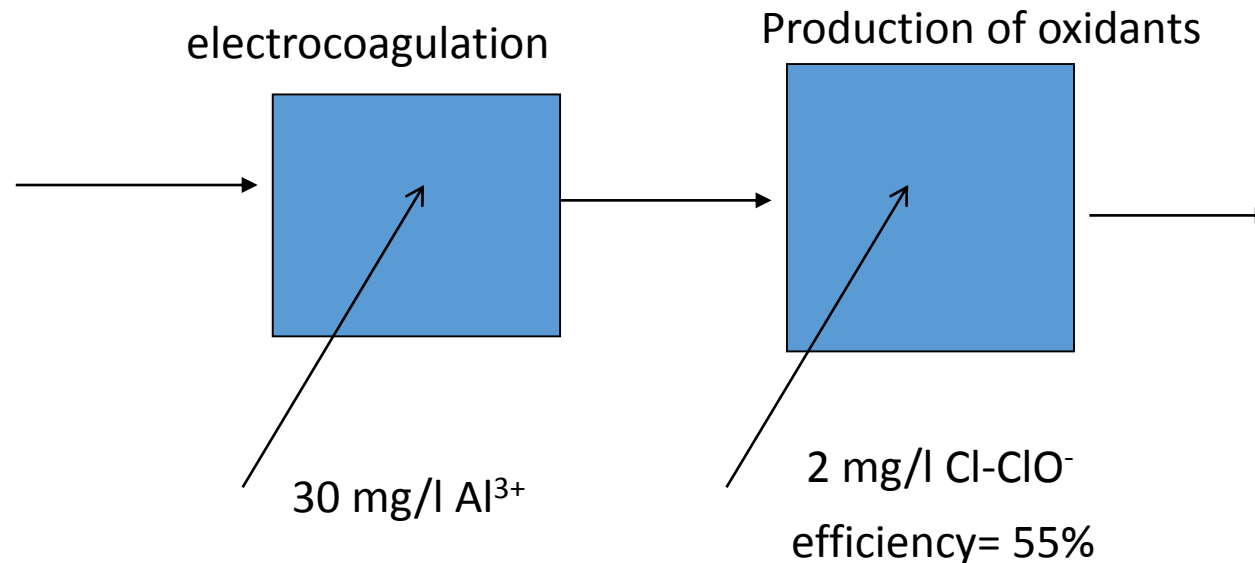 electrocoagulation
Production of oxidants
30 mg/l Al³⁺
2 mg/l Cl-ClO⁻
efficiency= 55%